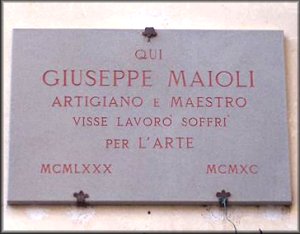 QUI
GIUSEPPE MAIOLI
ARTIGIANO E MAESTRO
VISSE LAVORÒ SOFFRÌ
PER L'ARTE
MCMLXXX MCMXC